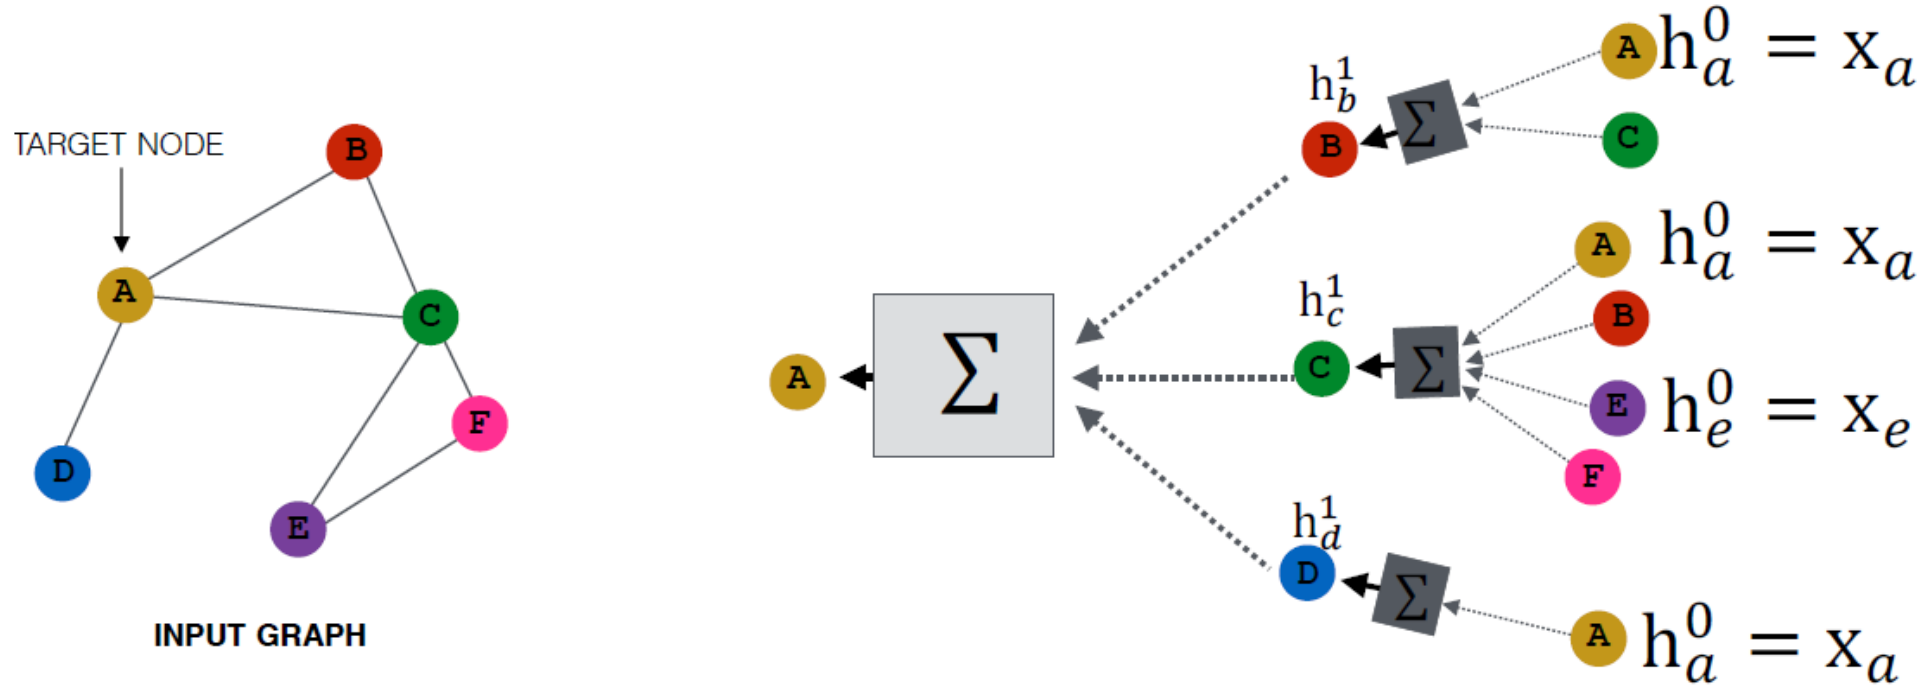 TARGET NODE
B
A
C
F
D
E
INPUT GRAPH
A
∑
h_b^1
B
∑
A
h_a^0 = x_a
C
h_c^1
C
∑
A
h_a^0 = x_a
B
E
h_e^0 = x_e
F
h_d^1
D
∑
A
h_a^0 = x_a